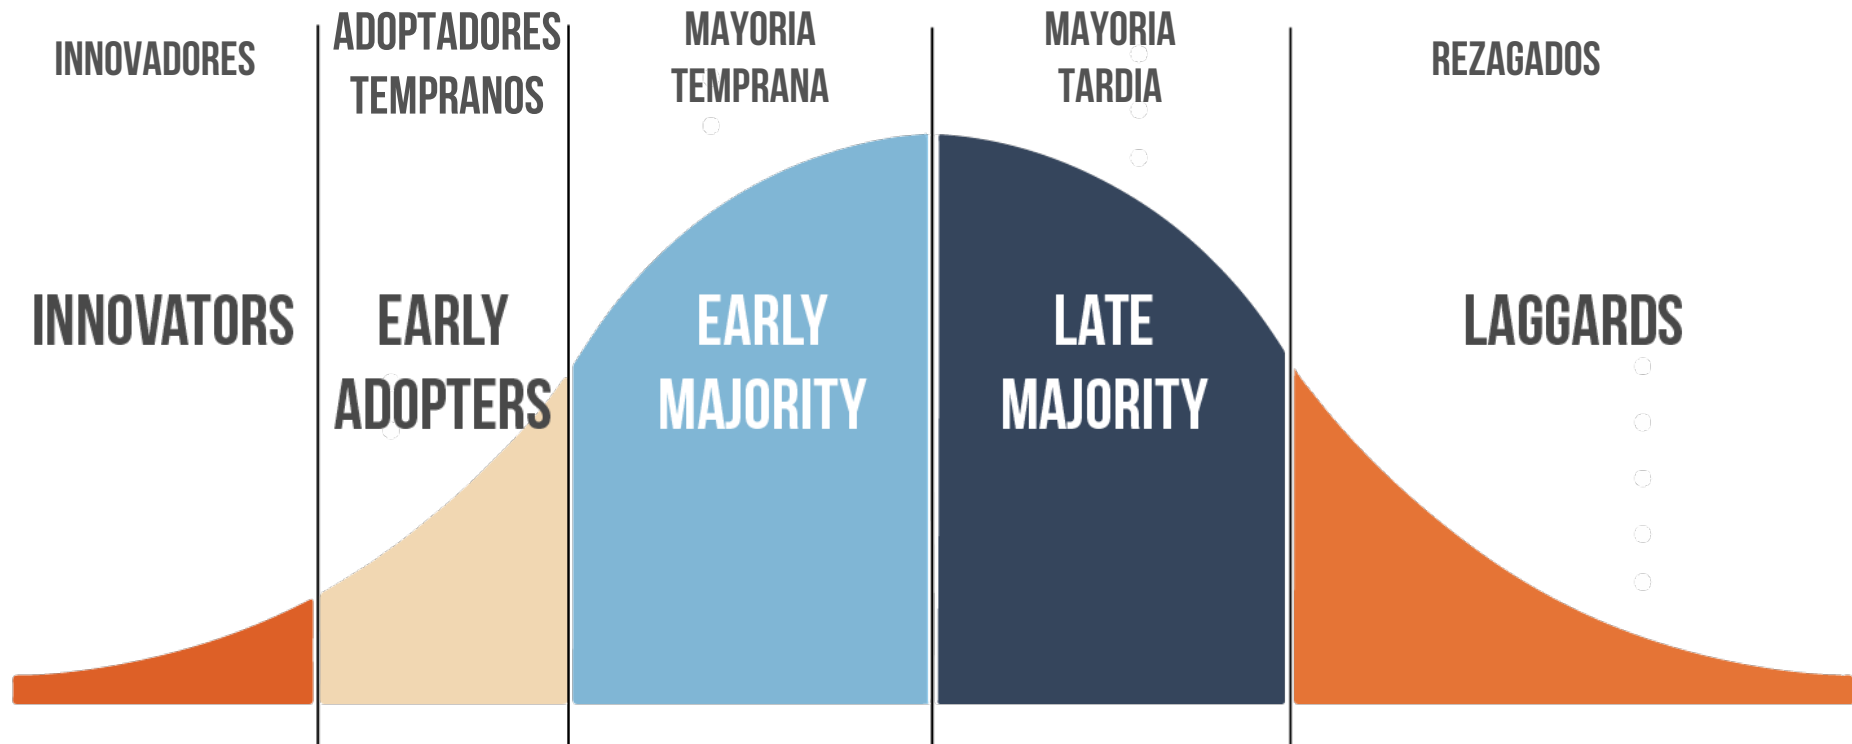 INNOVADORES
ADOPTADORES
TEMPRANOS
MAYORIA
TEMPRANA
MAYORIA
TARDIA
REZAGADOS
INNOVATORS
EARLY
ADOPTERS
EARLY
MAJORITY
LATE
MAJORITY
LAGGARDS